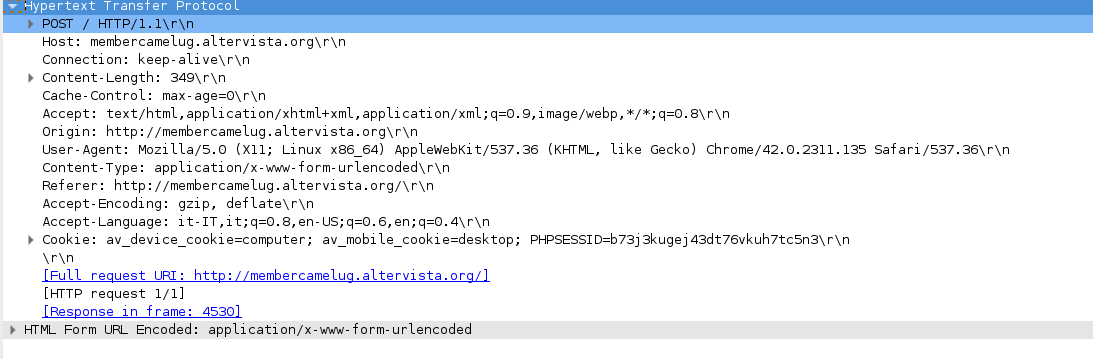 Hypertext Transfer Protocol
POST / HTTP/1.1\r\n
Host: membercamelug.altervista.org\r\n
Connection: keep-alive\r\n
Content-Length: 349\r\n
Cache-Control: max-age=0\r\n
Accept: text/html,application/xhtml+xml,application/xml;q=0.9,image/webp,*/*;q=0.8\r\n
Origin: http://membercamelug.altervista.org\r\n
User-Agent: Mozilla/5.0 (X11; Linux x86_64) AppleWebKit/537.36 (KHTML, like Gecko) Chrome/42.0.2311.135 Safari/537.36\r\n
Content-Type: application/x-www-form-urlencoded\r\n
Referer: http://membercamelug.altervista.org/\r\n
Accept-Encoding: gzip, deflate\r\n
Accept-Language: it-IT,it;q=0.8,en-US;q=0.6,en;q=0.4\r\n
Cookie: av_device_cookie=computer; av_mobile_cookie=desktop; PHPSESSID=b73j3kugej43dt76vkuh7tc5n3\r\n
\r\n
[Full request URI: http://membercamelug.altervista.org/]
[HTTP request 1/1]
[Response in frame: 4530]
HTML Form URL Encoded: application/x-www-form-urlencoded